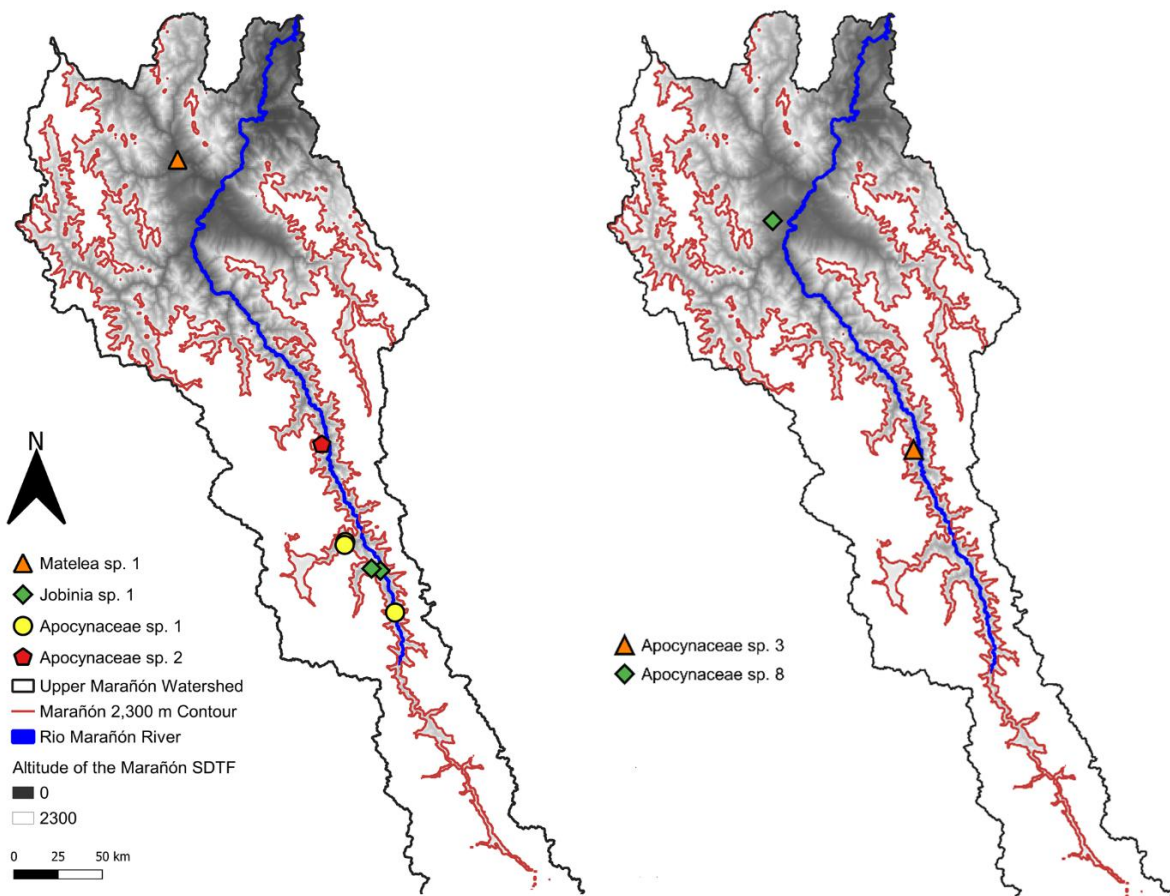 N
Matelea sp. 1
Jobinia sp. 1
Apocynaceae sp. 1
Apocynaceae sp. 2
Upper Marañón Watershed
Marañón 2,300 m Contour
Rio Marañón River
Altitude of the Marañón SDTF
0
2300
0 25 50 km
Apocynaceae sp. 3
Apocynaceae sp. 8